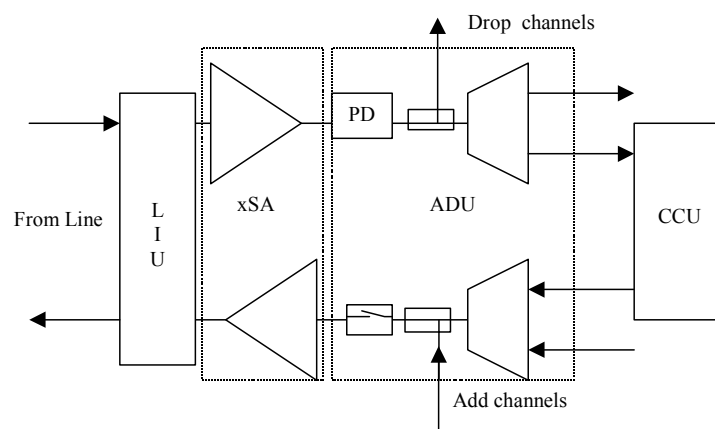 Drop channels
PD
From Line
L
I
U
xSA
ADU
CCU
Add channels